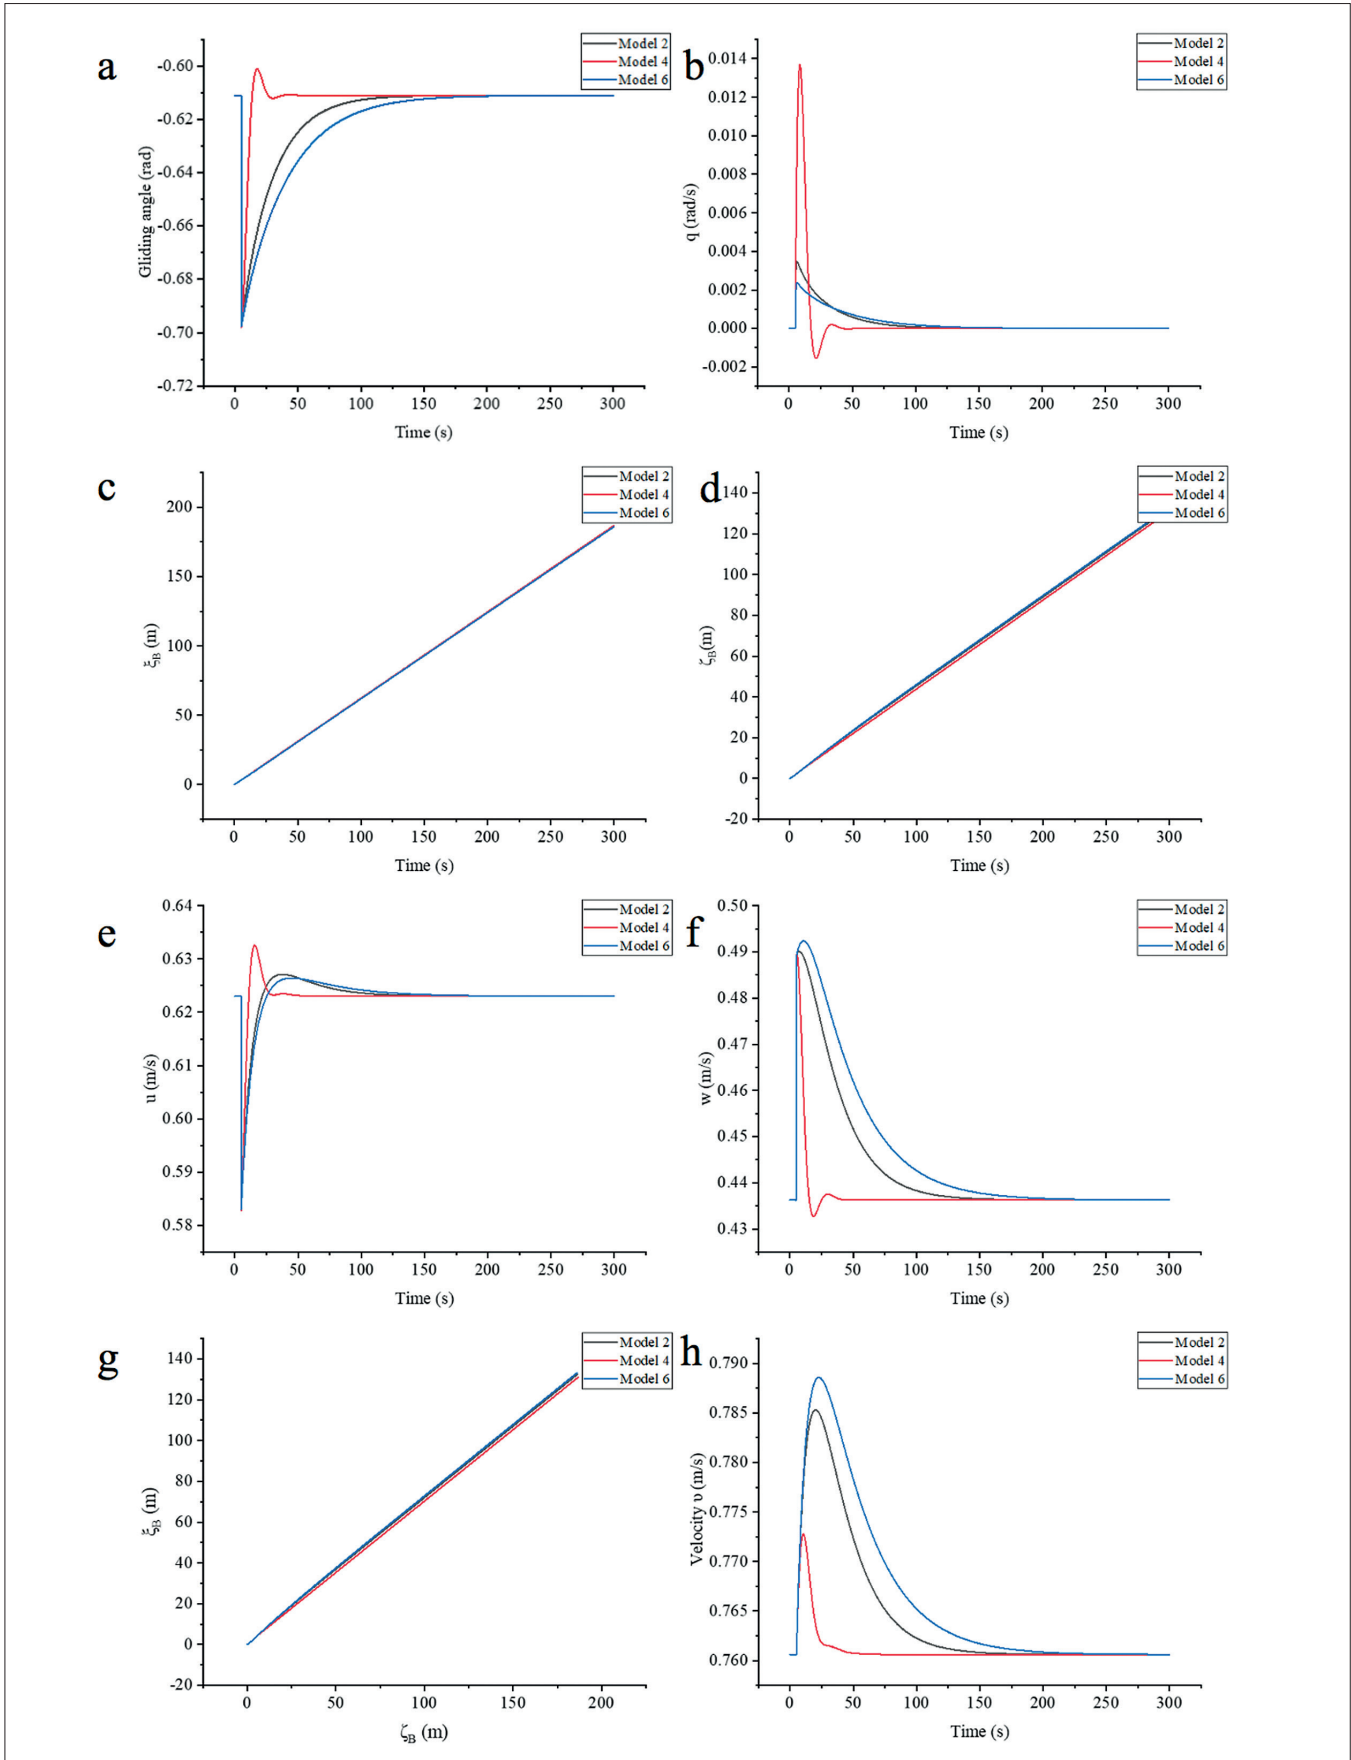 a
Model 2
Model 4
Model 6
-0.60
-0.62
-0.64
-0.66
-0.68
-0.70
-0.72
Gliding angle (rad)
0 50 100 150 200 250 300
Time (s)
b
Model 2
Model 4
Model 6
0.014
0.012
0.010
0.008
0.006
0.004
0.002
0.000
-0.002
q (rad/s)
0 50 100 150 200 250 300
Time (s)
c
Model 2
Model 4
Model 6
200
150
100
50
0
ξB (m)
0 50 100 150 200 250 300
Time (s)
d
Model 2
Model 4
Model 6
140
120
100
80
60
40
20
0
-20
ζB(m)
0 50 100 150 200 250 300
Time (s)
e
Model 2
Model 4
Model 6
0.64
0.63
0.62
0.61
0.60
0.59
0.58
u (m/s)
0 50 100 150 200 250 300
Time (s)
f
Model 2
Model 4
Model 6
0.50
0.49
0.48
0.47
0.46
0.45
0.44
0.43
w (m/s)
0 50 100 150 200 250 300
Time (s)
g
Model 2
Model 4
Model 6
140
120
100
80
60
40
20
0
-20
ξB (m)
0 50 100 150 200
ζB (m)
h
Model 2
Model 4
Model 6
0.790
0.785
0.780
0.775
0.770
0.765
0.760
Velocity υ (m/s)
0 50 100 150 200 250 300
Time (s)